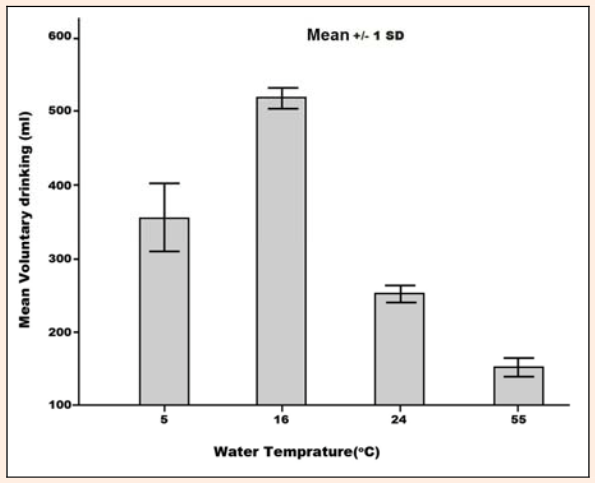 Mean +/- 1 SD
600
500
400
300
200
100
Mean Voluntary drinking (ml)
5 16 24 55
Water Temprature(ºC)